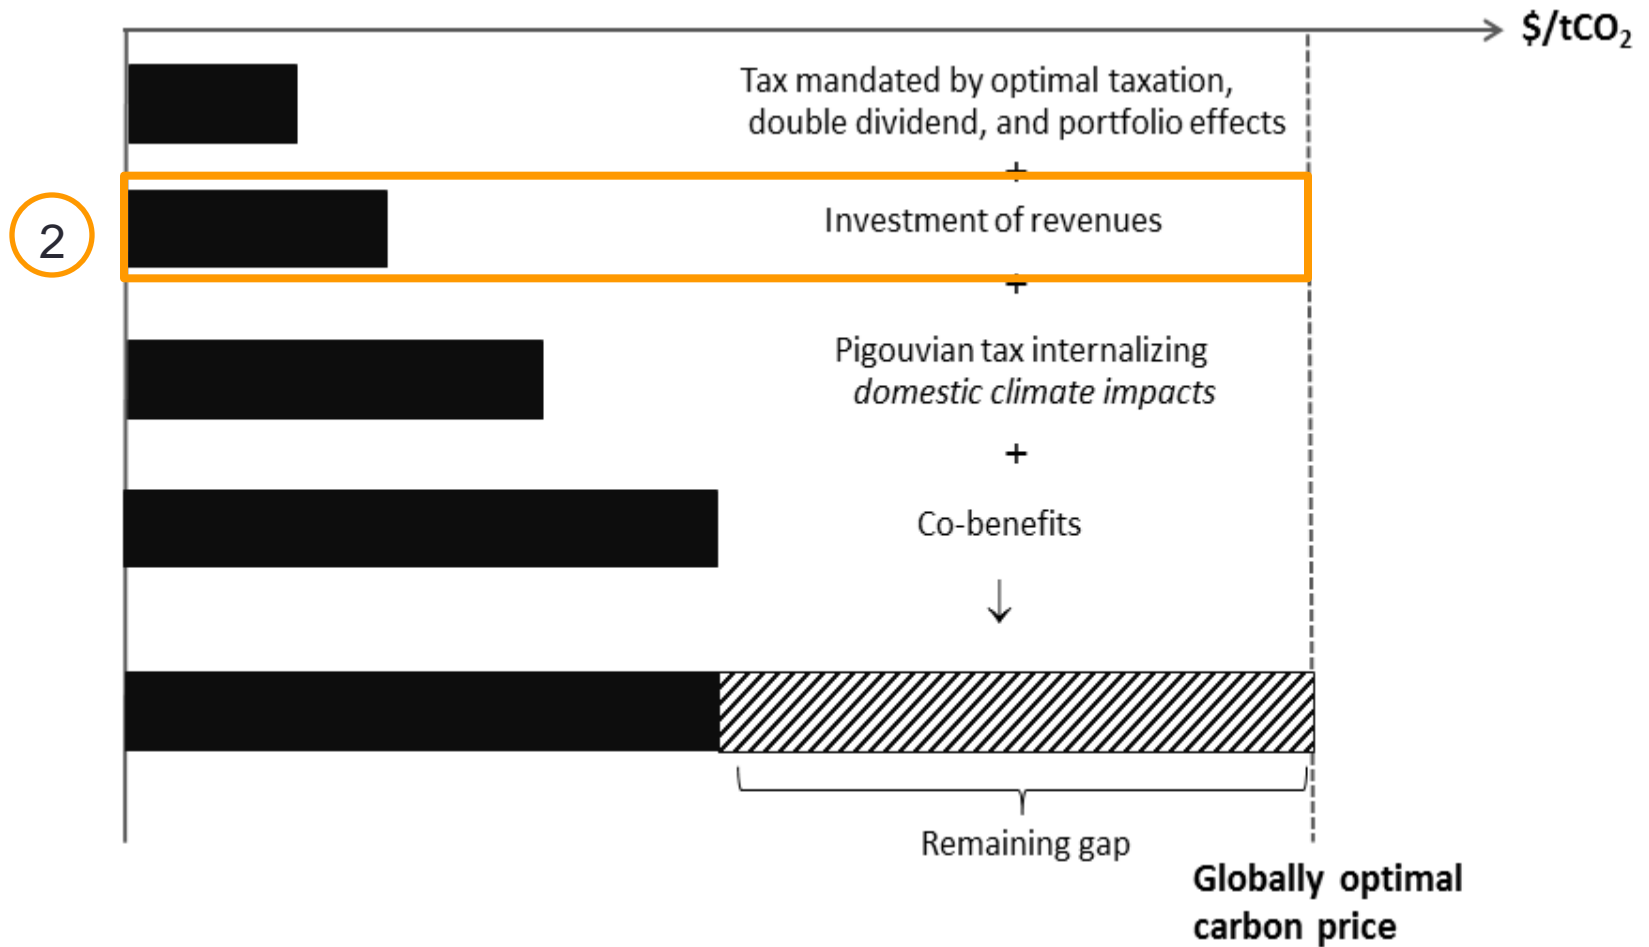 $/tCO₂
Tax mandated by optimal taxation,
double dividend, and portfolio effects
+
2
Investment of revenues
+
Pigouvian tax internalizing
domestic climate impacts
+
Co-benefits
↓
Remaining gap
Globally optimal
carbon price